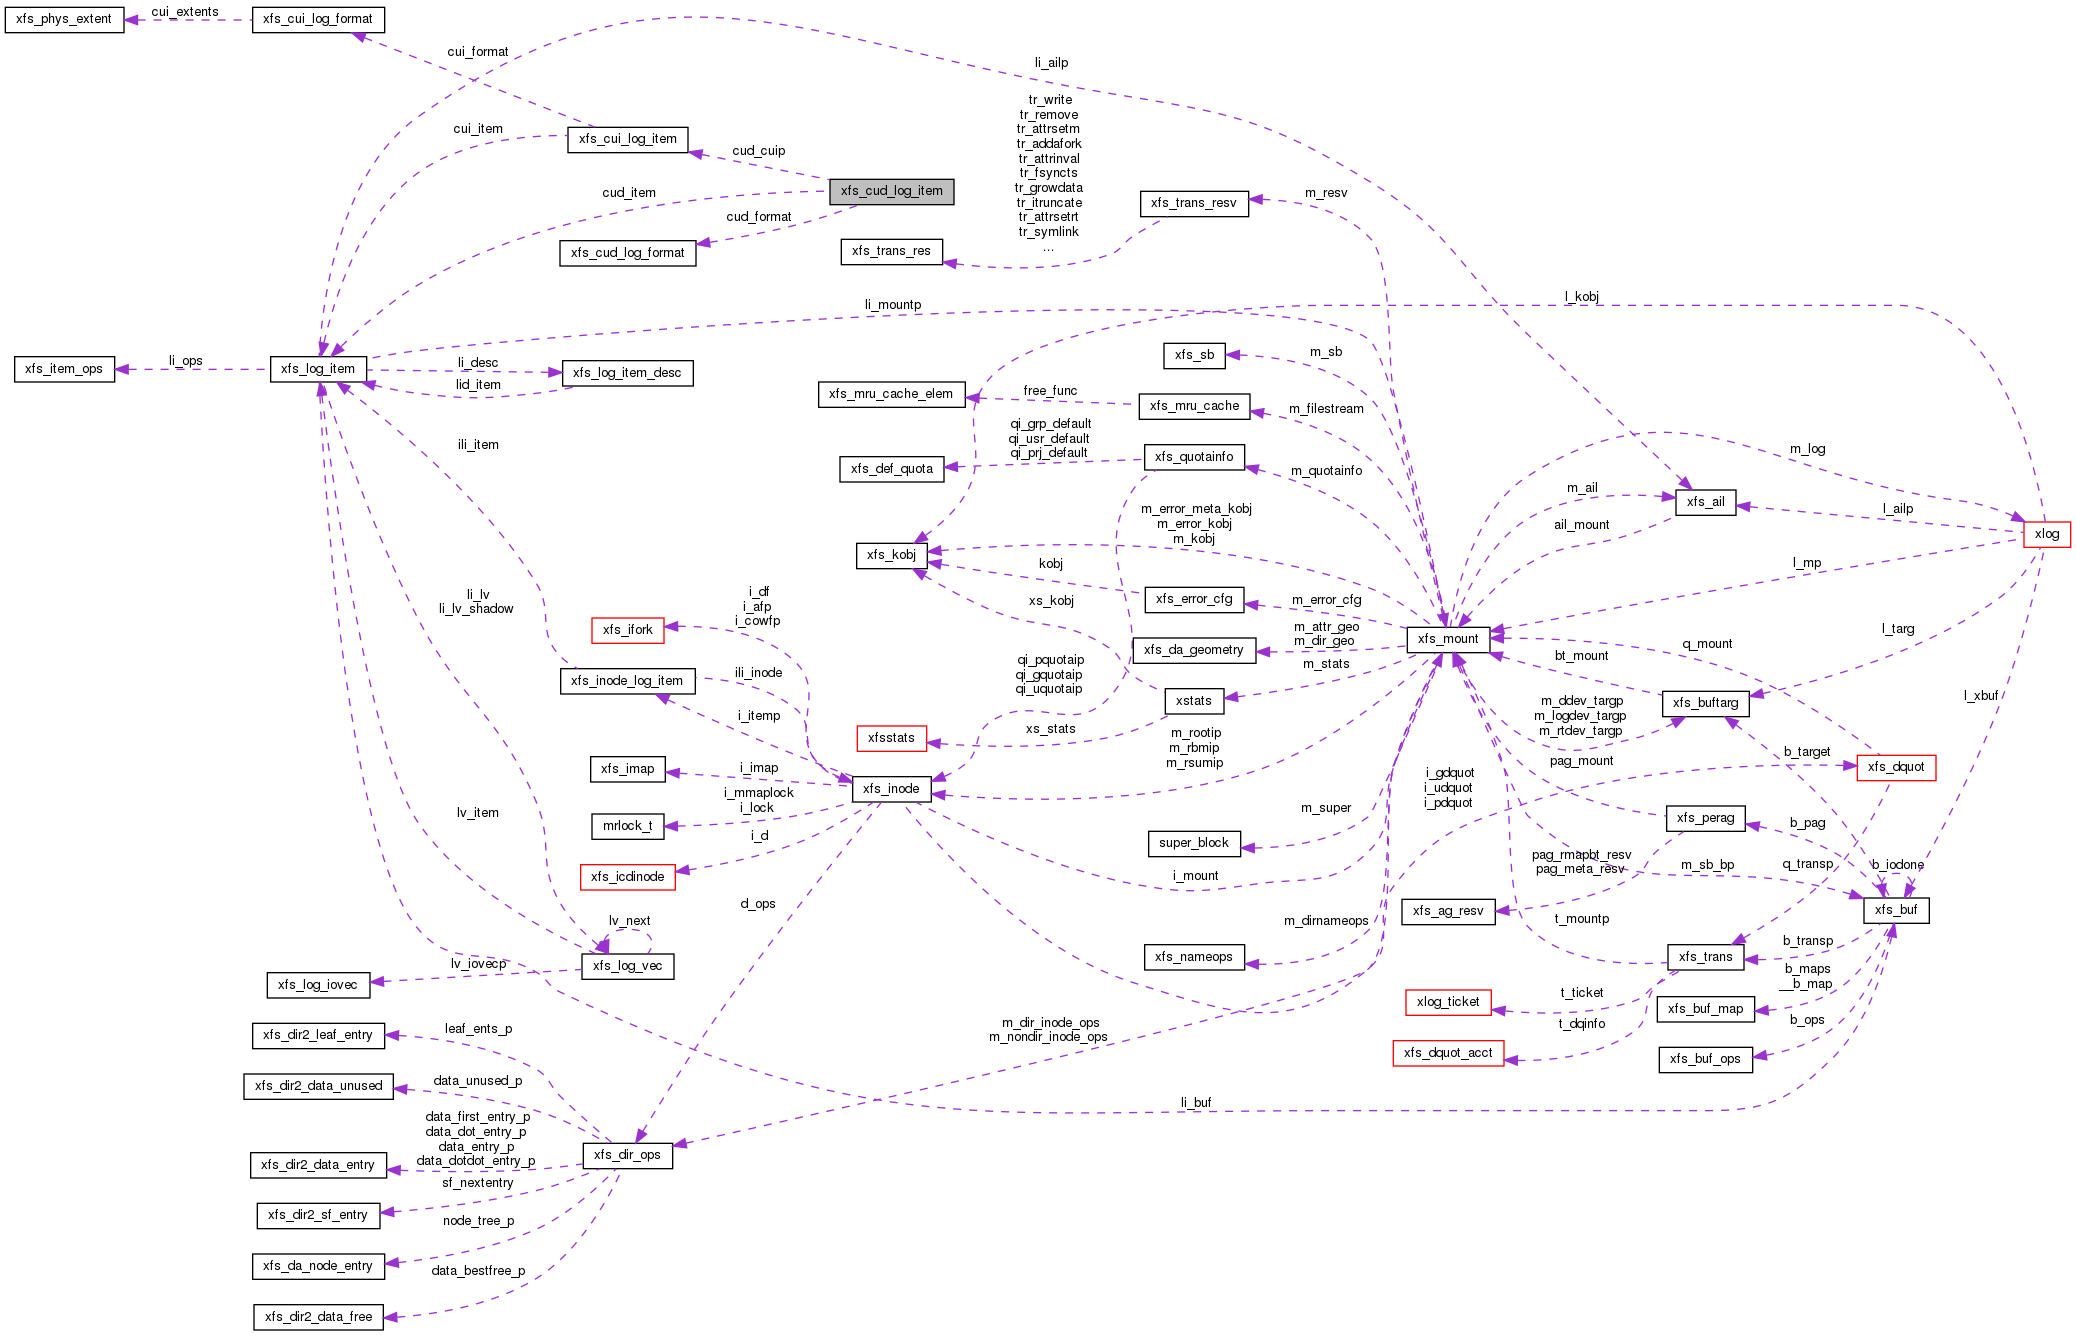 xfs_phys_extent
cui_extents
xfs_cui_log_format
cui_format
li_ailp
tr_write
tr_remove
tr_attrsetm
tr_addafork
tr_attrinval
tr_fsyncts
tr_growdata
tr_itruncate
tr_attrsetrt
tr_symlink
...
cui_item
xfs_cui_log_item
cud_cuip
cud_item
xfs_cud_log_item
cud_format
xfs_cud_log_format
xfs_trans_res
xfs_trans_resv
m_resv
li_mountp
l_kobj
xfs_item_ops
li_ops
xfs_log_item
li_desc
lid_item
xfs_log_item_desc
xfs_sb
m_sb
xfs_mru_cache_elem
free_func
xfs_mru_cache
m_filestream
qi_grp_default
qi_usr_default
qi_prj_default
xfs_def_quota
xfs_quotainfo
m_quotainfo
m_log
m_ail
xfs_ail
ail_mount
l_ailp
xlog
ili_item
m_error_meta_kobj
m_error_kobj
m_kobj
xfs_kobj
kobj
xs_kobj
xfs_error_cfg
m_error_cfg
l_mp
li_lv
li_lv_shadow
i_df
i_afp
i_cowfp
xfs_ifork
m_attr_geo
m_dir_geo
xfs_da_geometry
m_stats
xfs_mount
l_targ
q_mount
bt_mount
xfs_inode_log_item
ili_inode
i_itemp
qi_pquotaip
qi_gquotaip
qi_uquotaip
xstats
xs_stats
xfsstats
m_rootip
m_rbmip
m_rsumip
m_ddev_targp
m_logdev_targp
m_rtdev_targp
xfs_buftarg
l_xbuf
b_target
pag_mount
xfs_dquot
xfs_imap
i_imap
xfs_inode
i_mmaplock
i_lock
mrlock_t
i_gdquot
i_udquot
i_pdquot
m_super
super_block
xfs_perag
b_pag
lv_item
i_d
xfs_icdinode
i_mount
pag_rmapbt_resv
pag_meta_resv
m_sb_bp
q_transp
b_iodone
xfs_buf
xfs_ag_resv
d_ops
lv_next
m_dirnameops
t_mountp
xfs_nameops
xfs_trans
b_transp
lv_iovecp
xfs_log_vec
xfs_log_iovec
b_maps
__b_map
xlog_ticket
t_ticket
xfs_buf_map
b_ops
xfs_dir2_leaf_entry
leaf_ents_p
m_dir_inode_ops
m_nondir_inode_ops
t_dqinfo
xfs_dquot_acct
xfs_buf_ops
xfs_dir2_data_unused
data_unused_p
li_buf
data_first_entry_p
data_dot_entry_p
data_entry_p
data_dotdot_entry_p
xfs_dir2_data_entry
xfs_dir_ops
sf_nextentry
xfs_dir2_sf_entry
node_tree_p
xfs_da_node_entry
data_bestfree_p
xfs_dir2_data_free